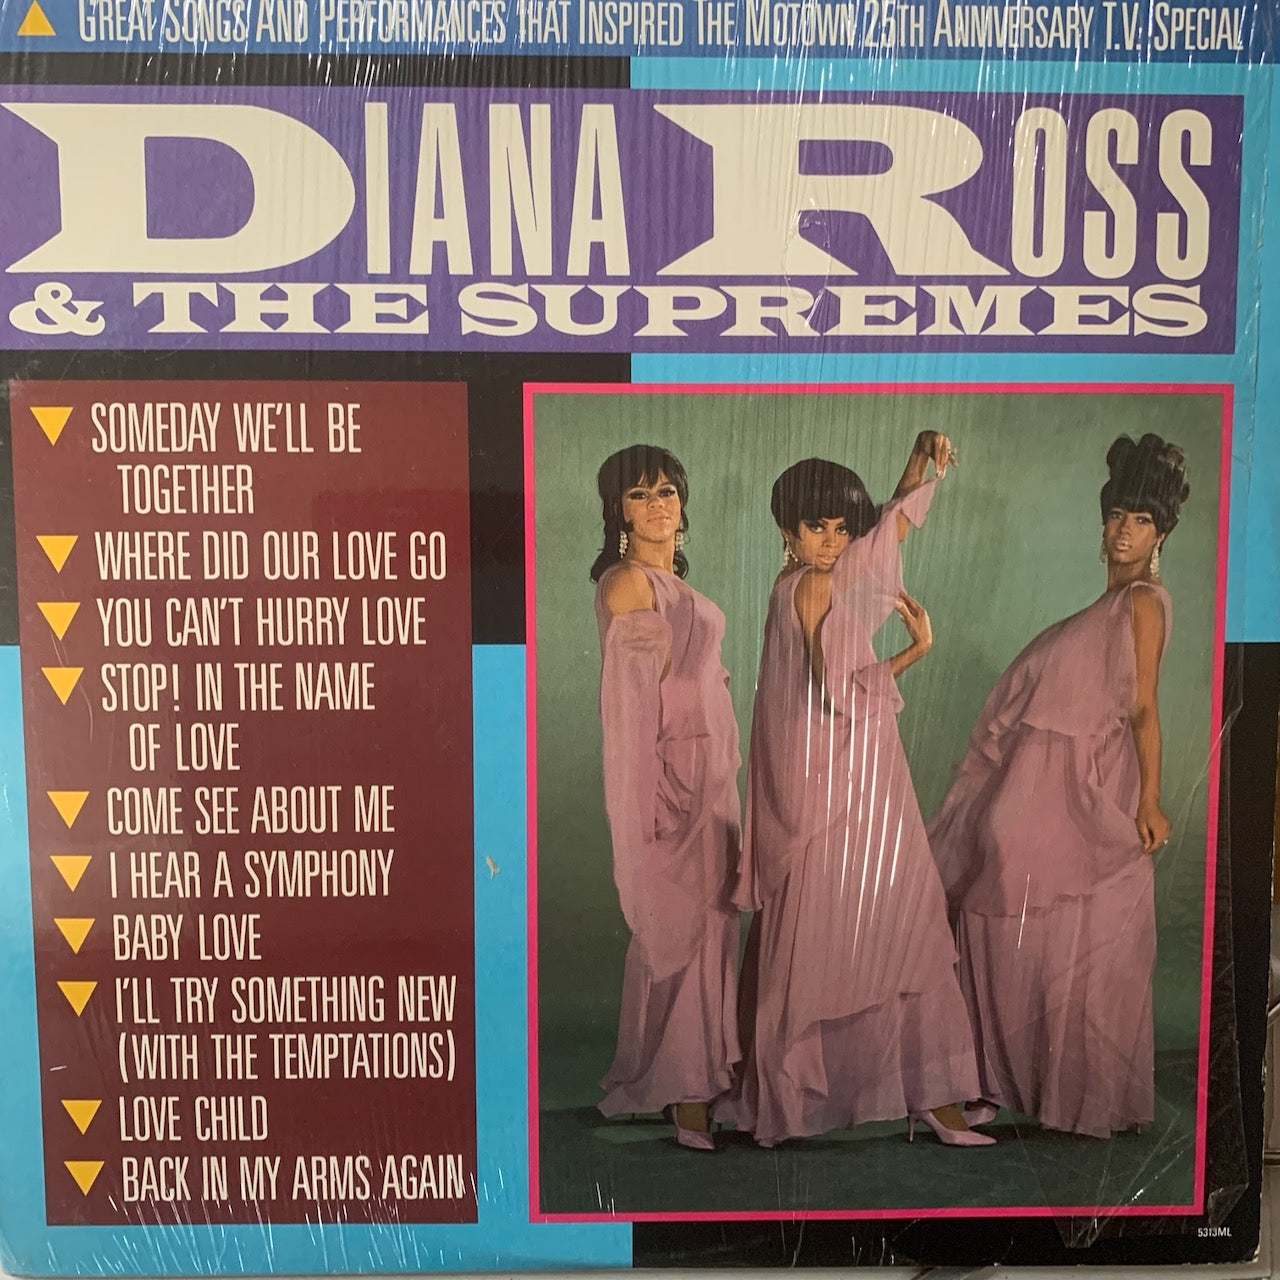 GREAT SONGS AND PERFORMANCES THAT INSPIRED THE MOTOWN 25TH ANNIVERSARY T.V. SPECIAL
DIANA ROSS
& THE SUPREMES
SOMEDAY WE'LL BE
TOGETHER
WHERE DID OUR LOVE GO
YOU CAN'T HURRY LOVE
STOP! IN THE NAME
OF LOVE
COME SEE ABOUT ME
I HEAR A SYMPHONY
BABY LOVE
I'LL TRY SOMETHING NEW
(WITH THE TEMPTATIONS)
LOVE CHILD
BACK IN MY ARMS AGAIN
5313ML